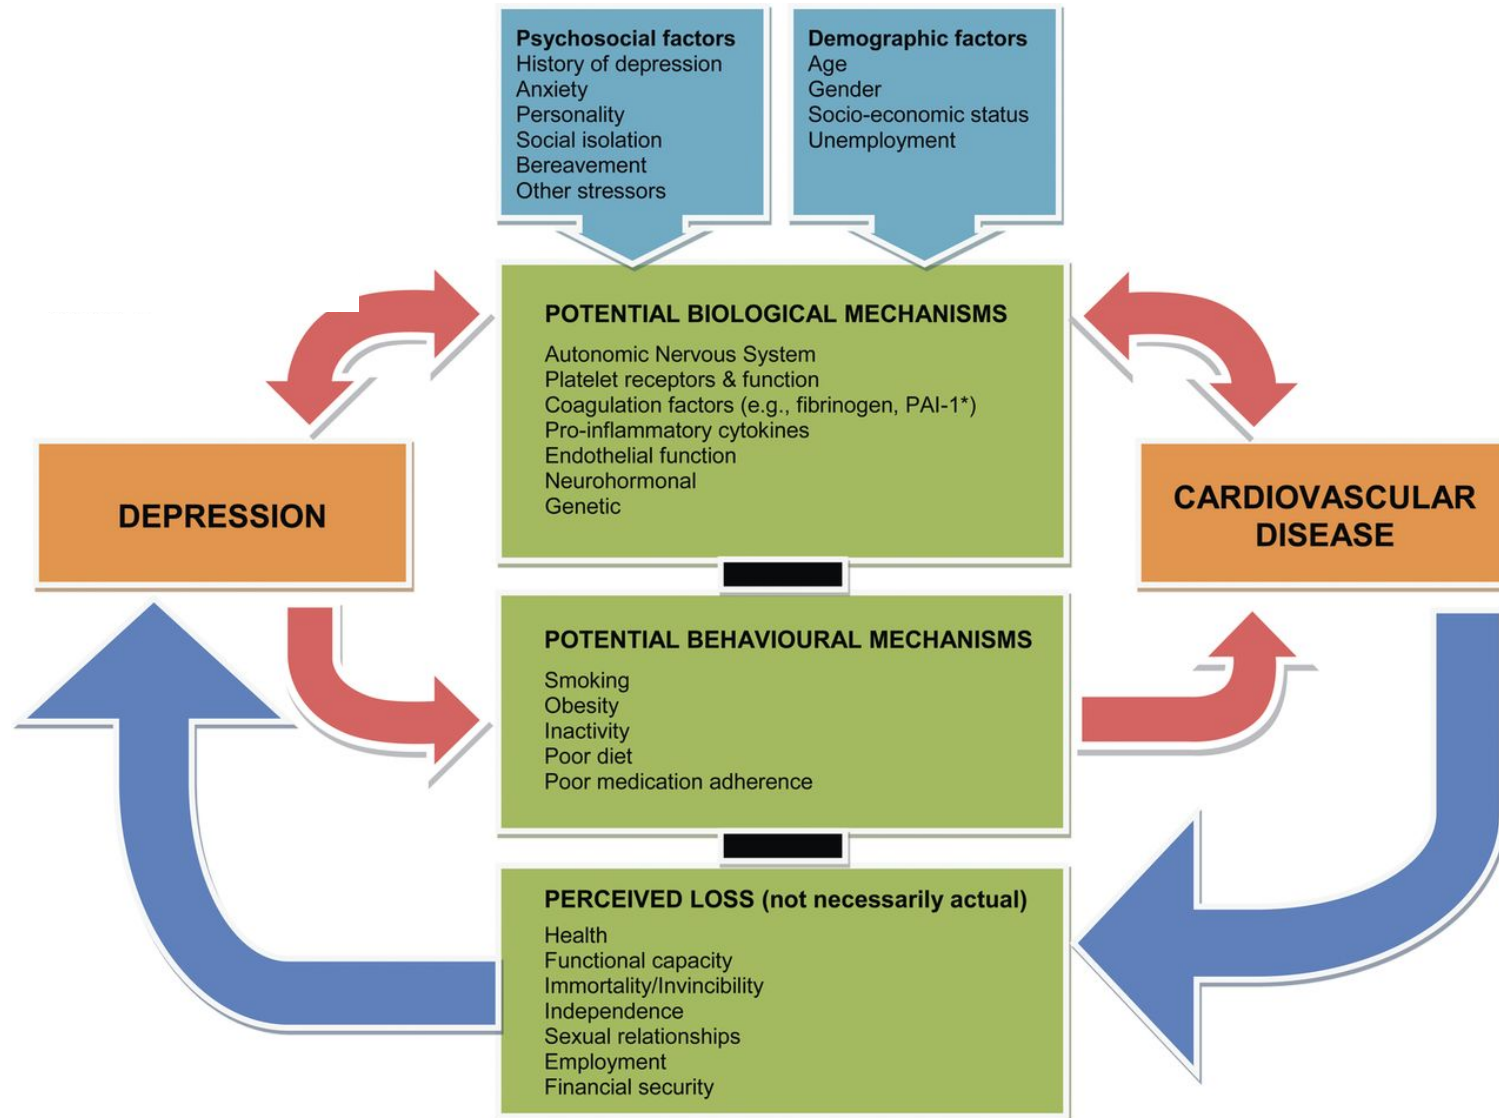 Psychosocial factors
History of depression
Anxiety
Personality
Social isolation
Bereavement
Other stressors
Demographic factors
Age
Gender
Socio-economic status
Unemployment
POTENTIAL BIOLOGICAL MECHANISMS
Autonomic Nervous System
Platelet receptors & function
Coagulation factors (e.g., fibrinogen, PAI-1*)
Pro-inflammatory cytokines
Endothelial function
Neurohormonal
Genetic
DEPRESSION
CARDIOVASCULAR
DISEASE
POTENTIAL BEHAVIOURAL MECHANISMS
Smoking
Obesity
Inactivity
Poor diet
Poor medication adherence
PERCEIVED LOSS (not necessarily actual)
Health
Functional capacity
Immortality/Invincibility
Independence
Sexual relationships
Employment
Financial security